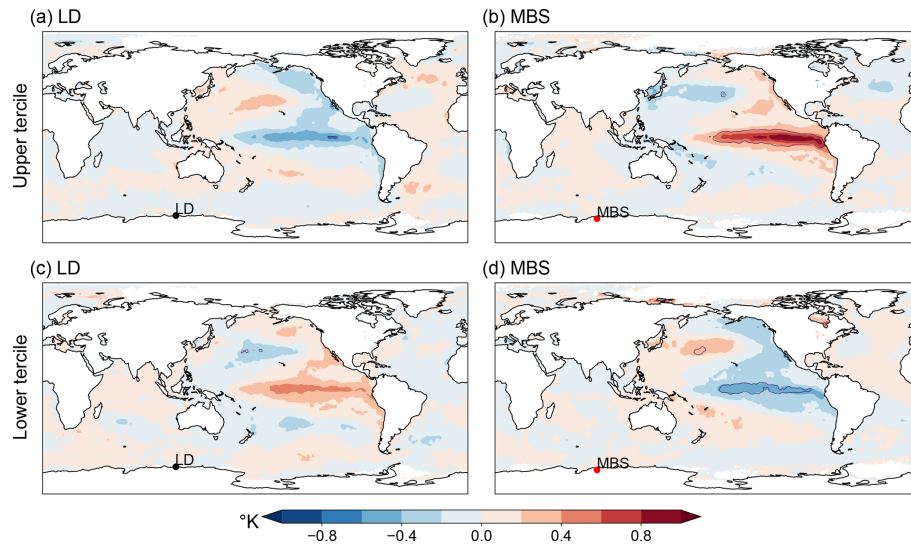 (a) LD
(b) MBS
Upper tercile
LD
MBS
(c) LD
(d) MBS
Lower tercile
LD
MBS
°K
−0.8 −0.4 0.0 0.4 0.8